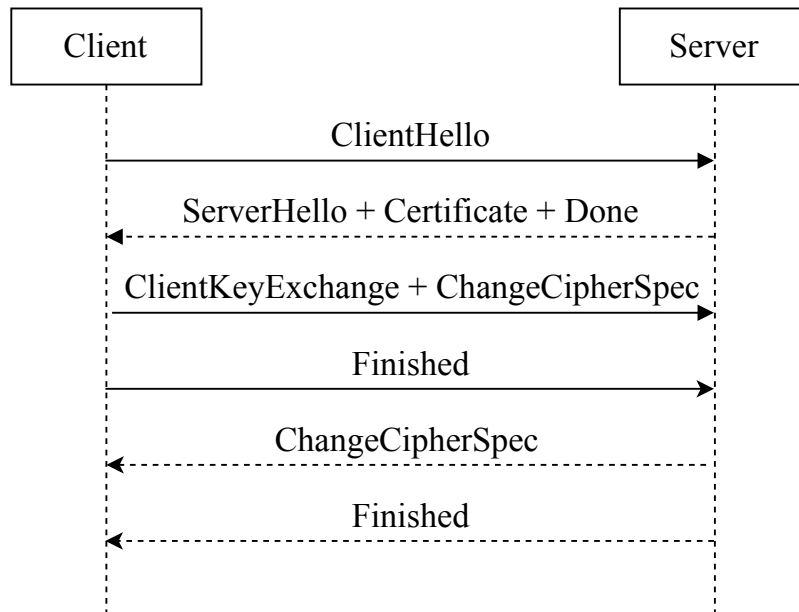 Client
Server
ClientHello
ServerHello + Certificate + Done
ClientKeyExchange + ChangeCipherSpec
Finished
ChangeCipherSpec
Finished